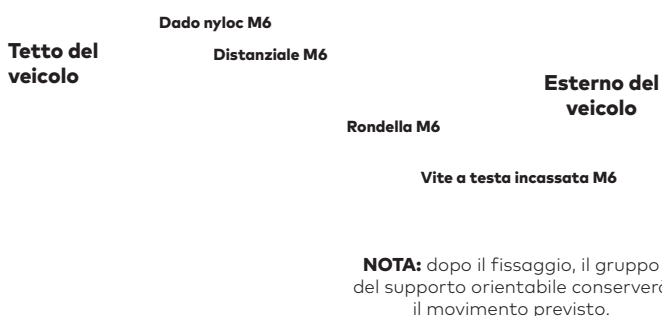 Dado nyloc M6
Tetto del
veicolo
Distanziale M6
Esterno del
veicolo
Rondella M6
Vite a testa incassata M6
NOTA: dopo il fissaggio, il gruppo
del supporto orientabile conserverà
il movimento previsto.